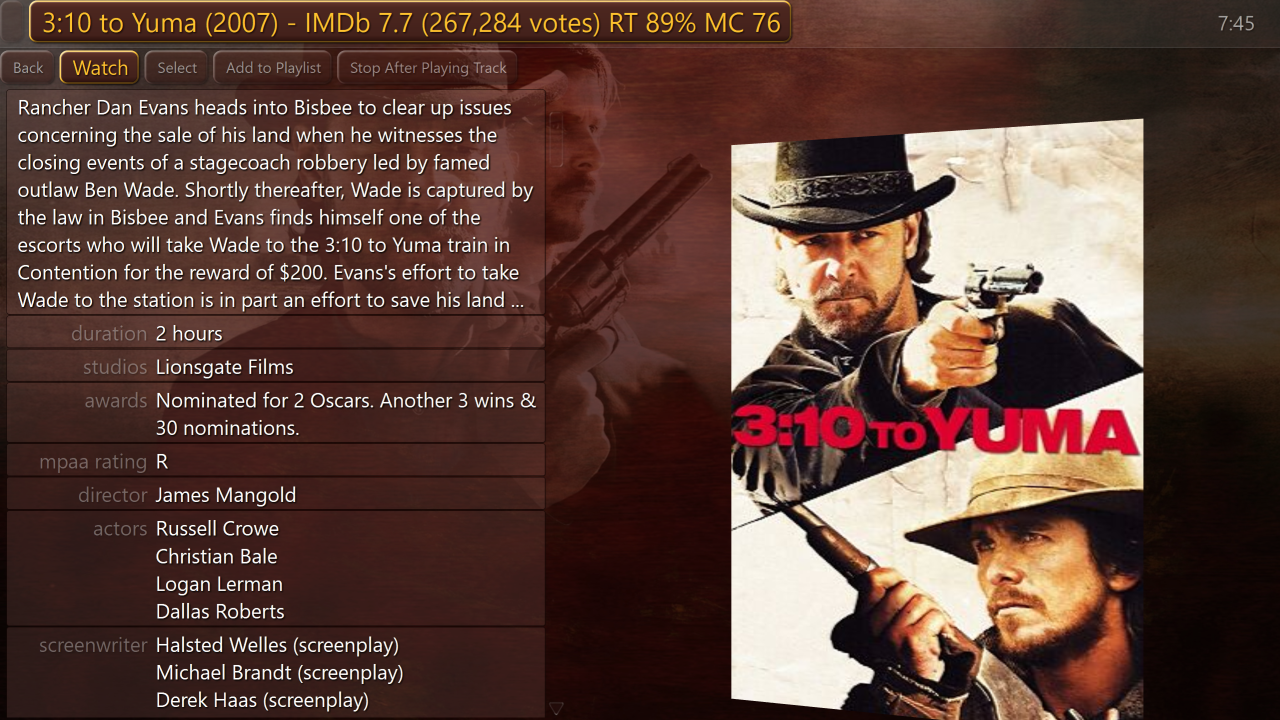 3:10 to Yuma (2007) - IMDb 7.7 (267,284 votes) RT 89% MC 76
7:45
Back
Watch
Select
Add to Playlist
Stop After Playing Track
Rancher Dan Evans heads into Bisbee to clear up issues
concerning the sale of his land when he witnesses the
closing events of a stagecoach robbery led by famed
outlaw Ben Wade. Shortly thereafter, Wade is captured by
the law in Bisbee and Evans finds himself one of the
escorts who will take Wade to the 3:10 to Yuma train in
Contention for the reward of $200. Evans's effort to take
Wade to the station is in part an effort to save his land ...
duration 2 hours
studios Lionsgate Films
awards Nominated for 2 Oscars. Another 3 wins &
30 nominations.
mpaa rating R
director James Mangold
actors Russell Crowe
Christian Bale
Logan Lerman
Dallas Roberts
screenwriter Halsted Welles (screenplay)
Michael Brandt (screenplay)
Derek Haas (screenplay)
3:10 TO YUMA